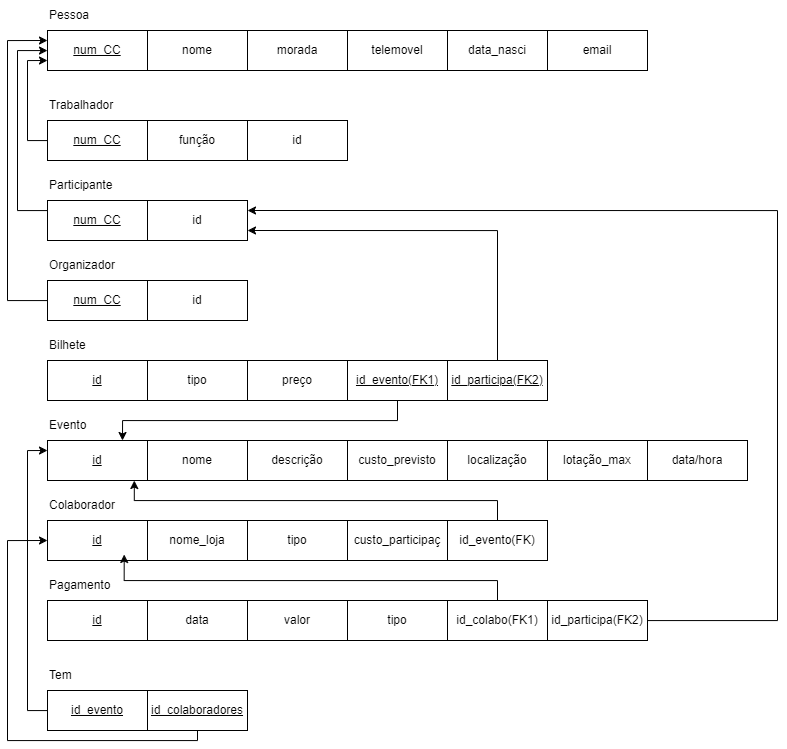 Pessoa
num_CC nome morada telemovel data_nasci email
Trabalhador
num_CC função id
Participante
num_CC id
Organizador
num_CC id
Bilhete
id tipo preço id_evento(FK1) id_participa(FK2)
Evento
id nome descrição custo_previsto localização lotação_max data/hora
Colaborador
id nome_loja tipo custo_participaç id_evento(FK)
Pagamento
id data valor tipo id_colabo(FK1) id_participa(FK2)
Tem
id_evento id_colaboradores